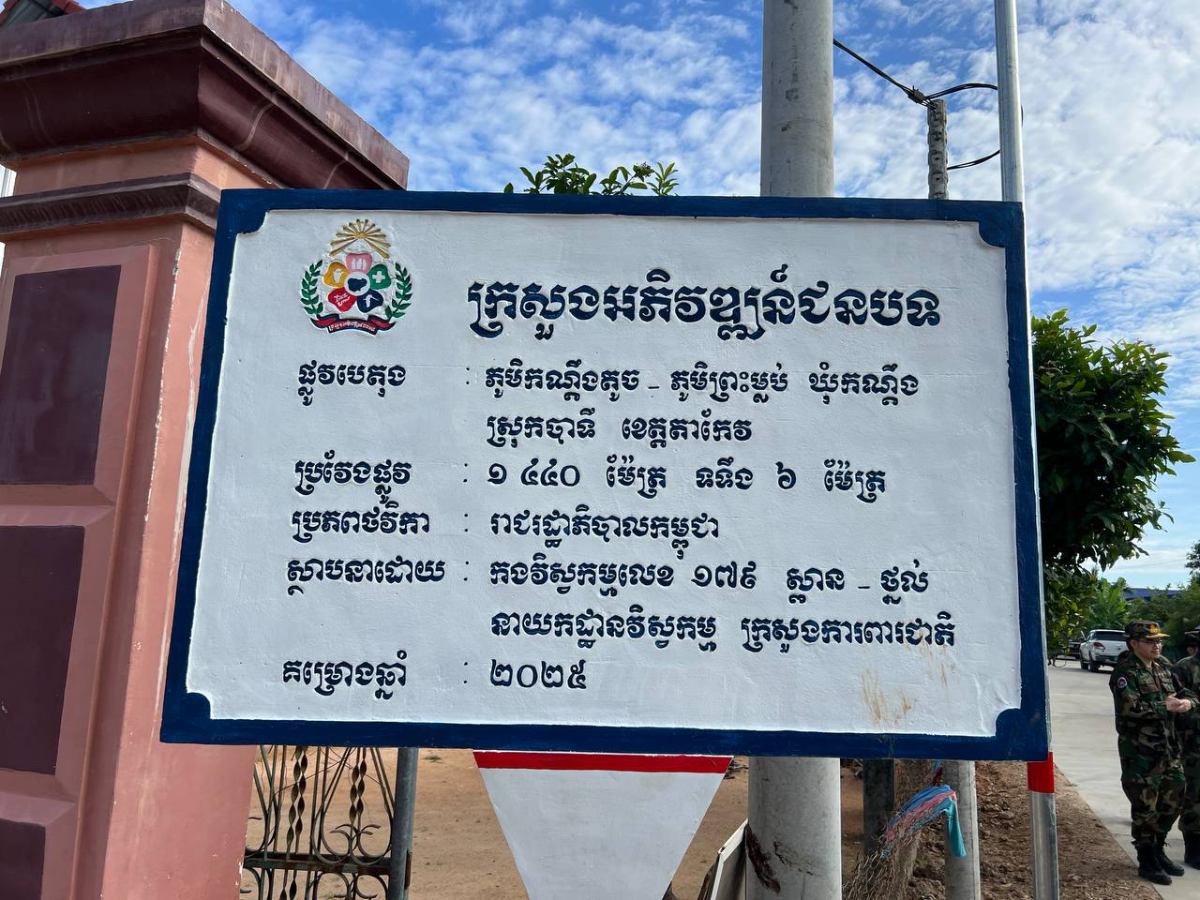 ក្រសួងអភិវឌ្ឍន៍ជនបទ
ផ្លូវបេតុង : ភូមិកណ្ដឹងតូច - ភូមិព្រះម្លប់ ឃុំកណ្ដឹង
ស្រុកបាទី ខេត្តតាកែវ
ប្រវែងផ្លូវ : ១ ៤៤០ ម៉ែត្រ ទទឹង ៦ ម៉ែត្រ
ប្រភពថវិកា : រាជរដ្ឋាភិបាលកម្ពុជា
ស្ថាបនាដោយ : កងវិស្វកម្មលេខ ១៧៩ ស្ពាន - ថ្នល់
នាយកដ្ឋានវិស្វកម្ម ក្រសួងការពារជាតិ
គម្រោងឆ្នាំ : ២០២៥